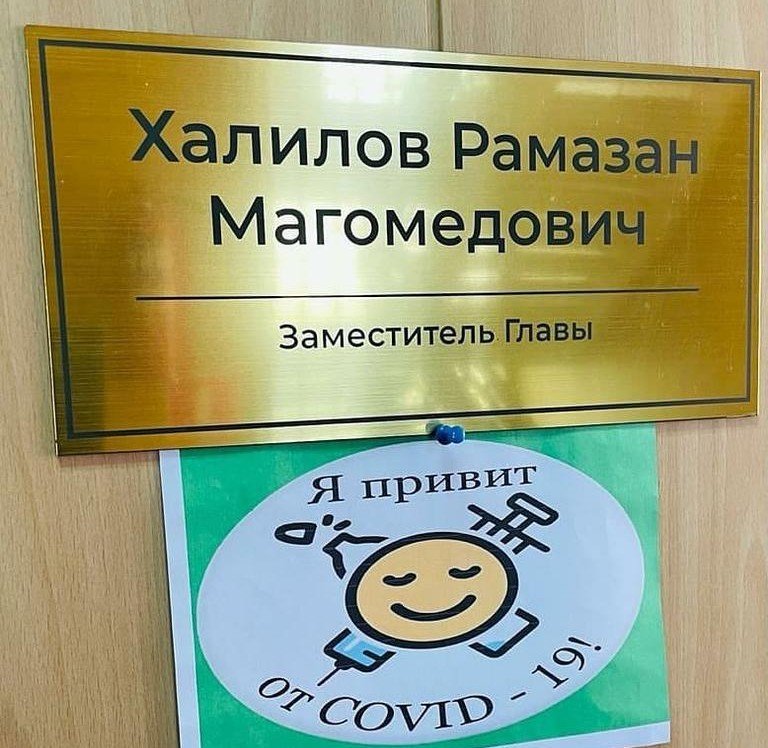 Халилов Рамазан
Магомедович
Заместитель Главы
Я привит
от COVID - 19!